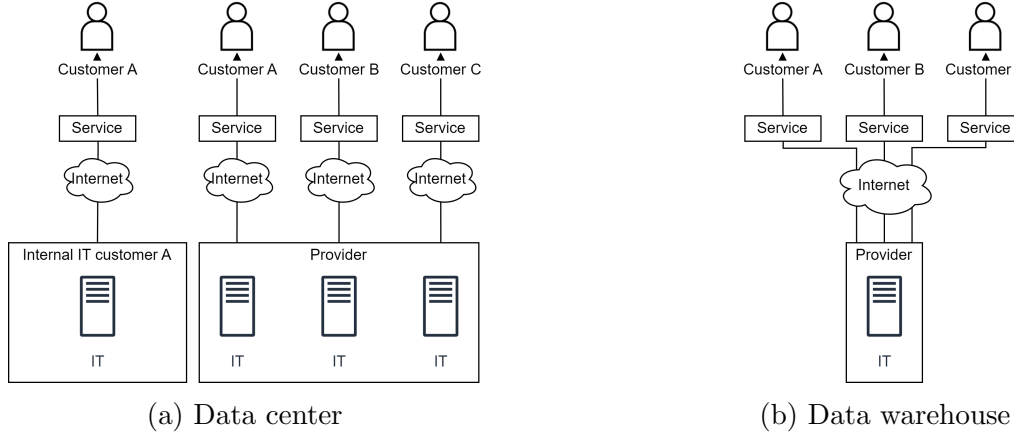 Customer A
Customer A
Customer B
Customer C
Customer A
Customer B
Customer
Service
Service
Service
Service
Service
Service
Service
Internet
Internet
Internet
Internet
Internet
Internal IT customer A
Provider
Provider
IT
IT
IT
IT
IT
(a) Data center
(b) Data warehouse